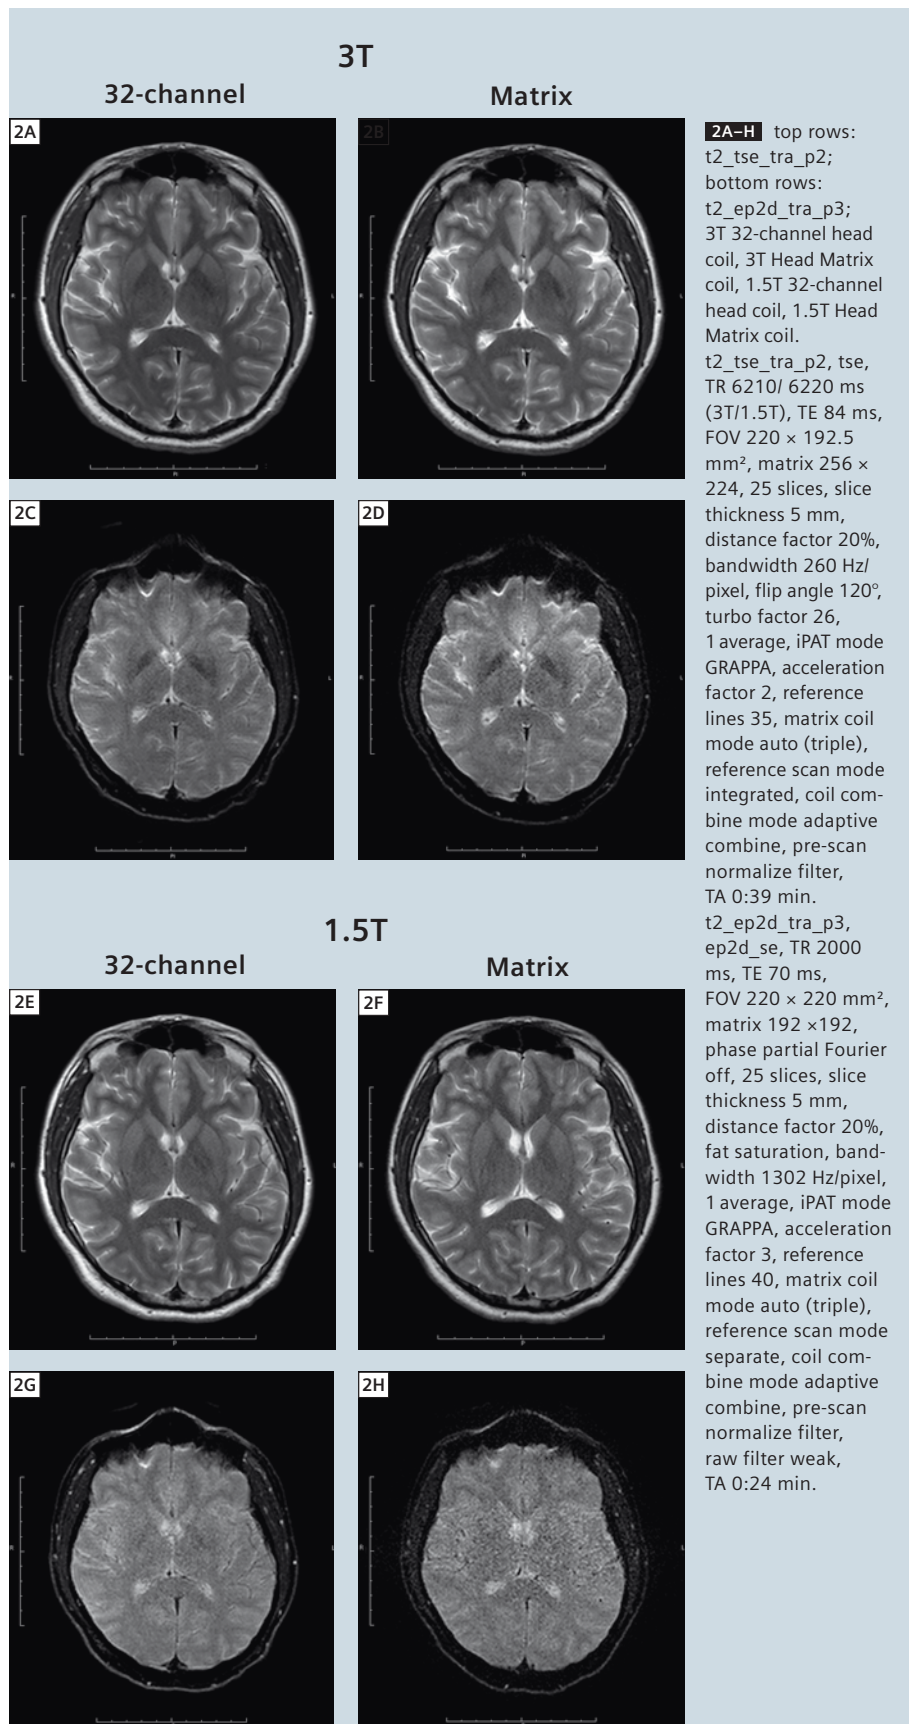 3T
32-channel
Matrix
2A
2B
2C
2D
2A–H top rows:
t2_tse_tra_p2;
bottom rows:
t2_ep2d_tra_p3;
3T 32-channel head
coil, 3T Head Matrix
coil, 1.5T 32-channel
head coil, 1.5T Head
Matrix coil.
t2_tse_tra_p2, tse,
TR 6210/ 6220 ms
(3T/1.5T), TE 84 ms,
FOV 220 × 192.5
mm², matrix 256 ×
224, 25 slices, slice
thickness 5 mm,
distance factor 20%,
bandwidth 260 Hz/
pixel, flip angle 120°,
turbo factor 26,
1 average, iPAT mode
GRAPPA, acceleration
factor 2, reference
lines 35, matrix coil
mode auto (triple),
reference scan mode
integrated, coil com-
bine mode adaptive
combine, pre-scan
normalize filter,
TA 0:39 min.
t2_ep2d_tra_p3,
ep2d_se, TR 2000
ms, TE 70 ms,
FOV 220 × 220 mm²,
matrix 192 ×192,
phase partial Fourier
off, 25 slices, slice
thickness 5 mm,
distance factor 20%,
fat saturation, band-
width 1302 Hz/pixel,
1 average, iPAT mode
GRAPPA, acceleration
factor 3, reference
lines 40, matrix coil
mode auto (triple),
reference scan mode
separate, coil com-
bine mode adaptive
combine, pre-scan
normalize filter,
raw filter weak,
TA 0:24 min.
1.5T
32-channel
Matrix
2E
2F
2G
2H